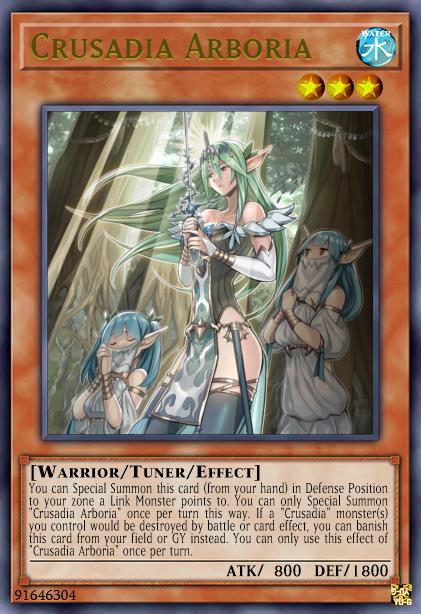 CRUSADIA ARBORIA
WATER
水
[WARRIOR/TUNER/EFFECT]
You can Special Summon this card (from your hand) in Defense Position
to your zone a Link Monster points to. You can only Special Summon
"Crusadia Arboria" once per turn this way. If a "Crusadia" monster(s)
you control would be destroyed by battle or card effect, you can banish
this card from your field or GY instead. You can only use this effect of
"Crusadia Arboria" once per turn.
ATK/ 800 DEF/1800
91646304